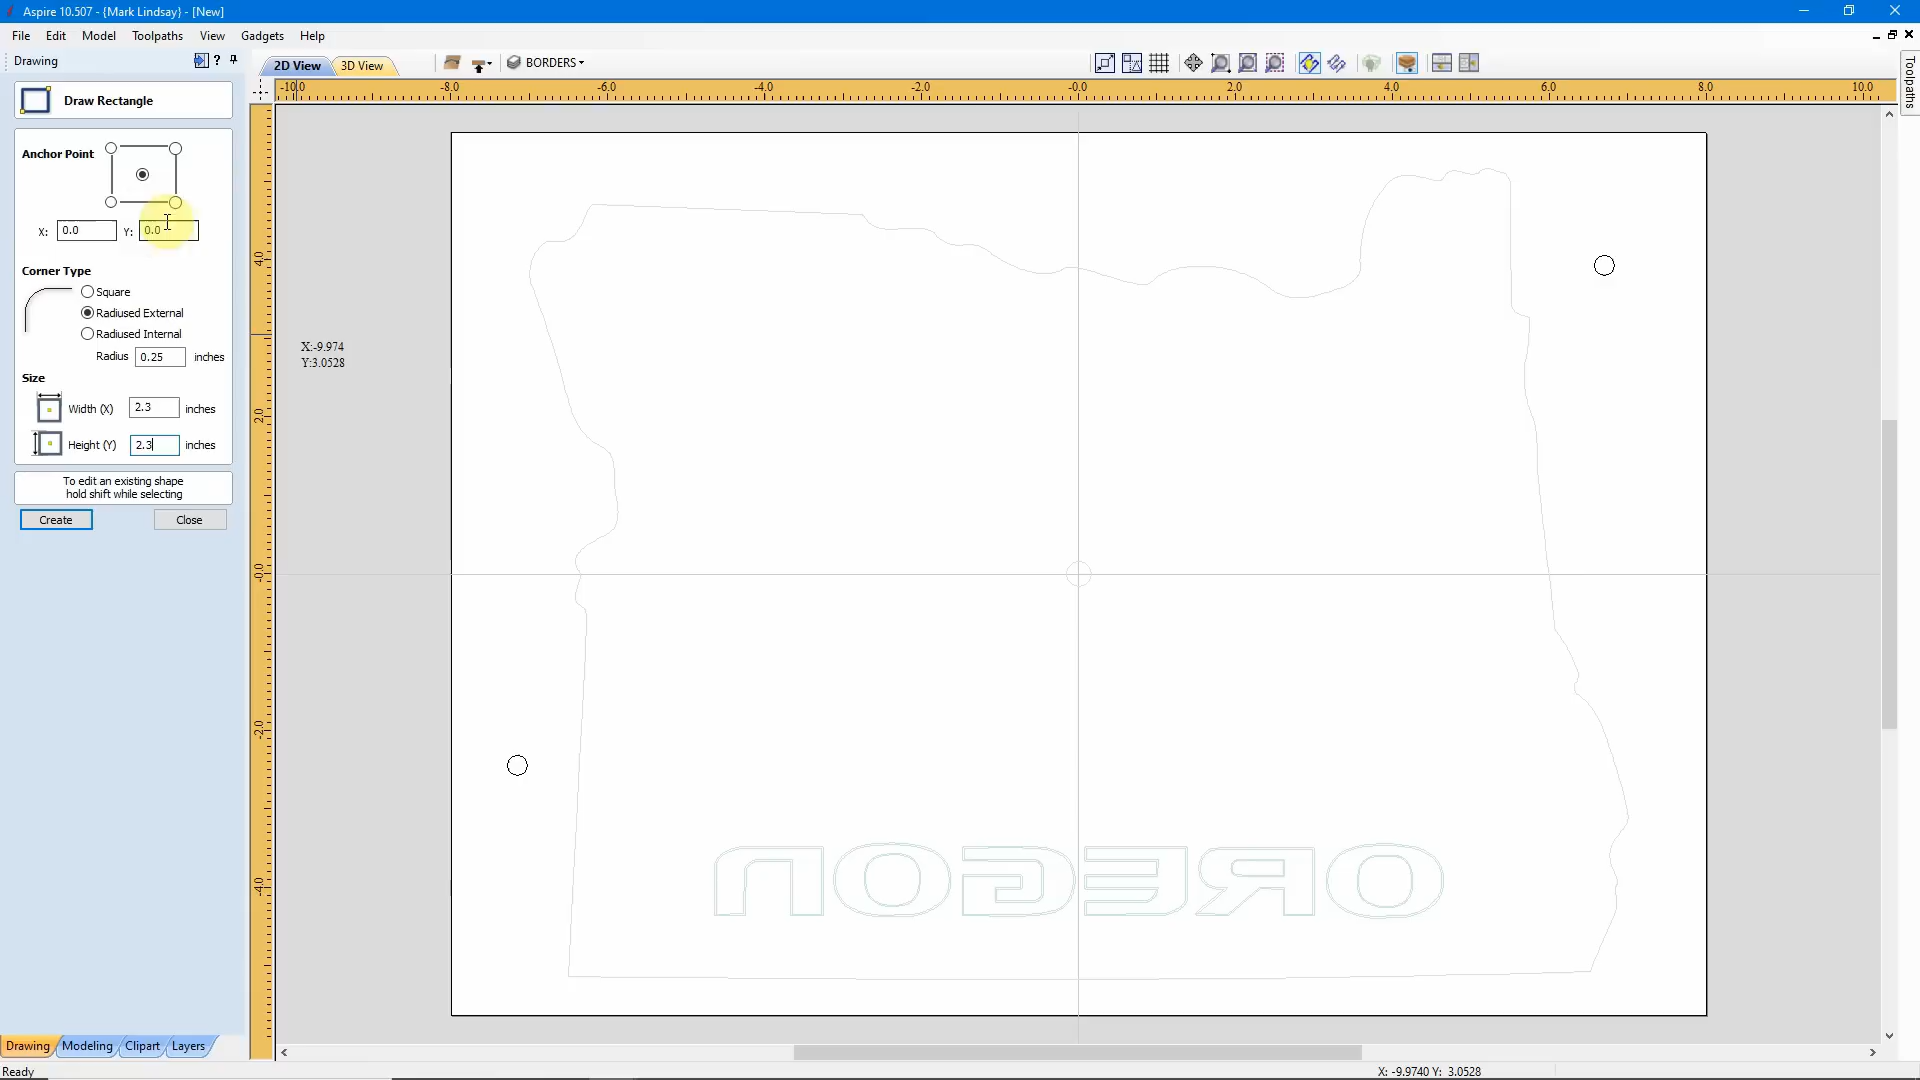 Aspire 10.507 - {Mark Lindsay} - [New]
File Edit Model Toolpaths View Gadgets Help
Drawing ?
2D View 3D View BORDERS
Toolpaths
-10.0 -8.0 -6.0 -4.0 -2.0 -0.0 2.0 4.0 6.0 8.0 10.0
Draw Rectangle
Anchor Point
X: 0.0 Y: 0.0
Corner Type
Square
Radiused External
Radiused Internal
Radius 0.25 inches
Size
Width (X) 2.3 inches
Height (Y) 2.3 inches
To edit an existing shape
hold shift while selecting
Create Close
4.0
2.0
-0.0
-2.0
-4.0
X:-9.974
Y:3.0528
OREGON
Drawing Modeling Clipart Layers
Ready
X: -9.9740 Y: 3.0528